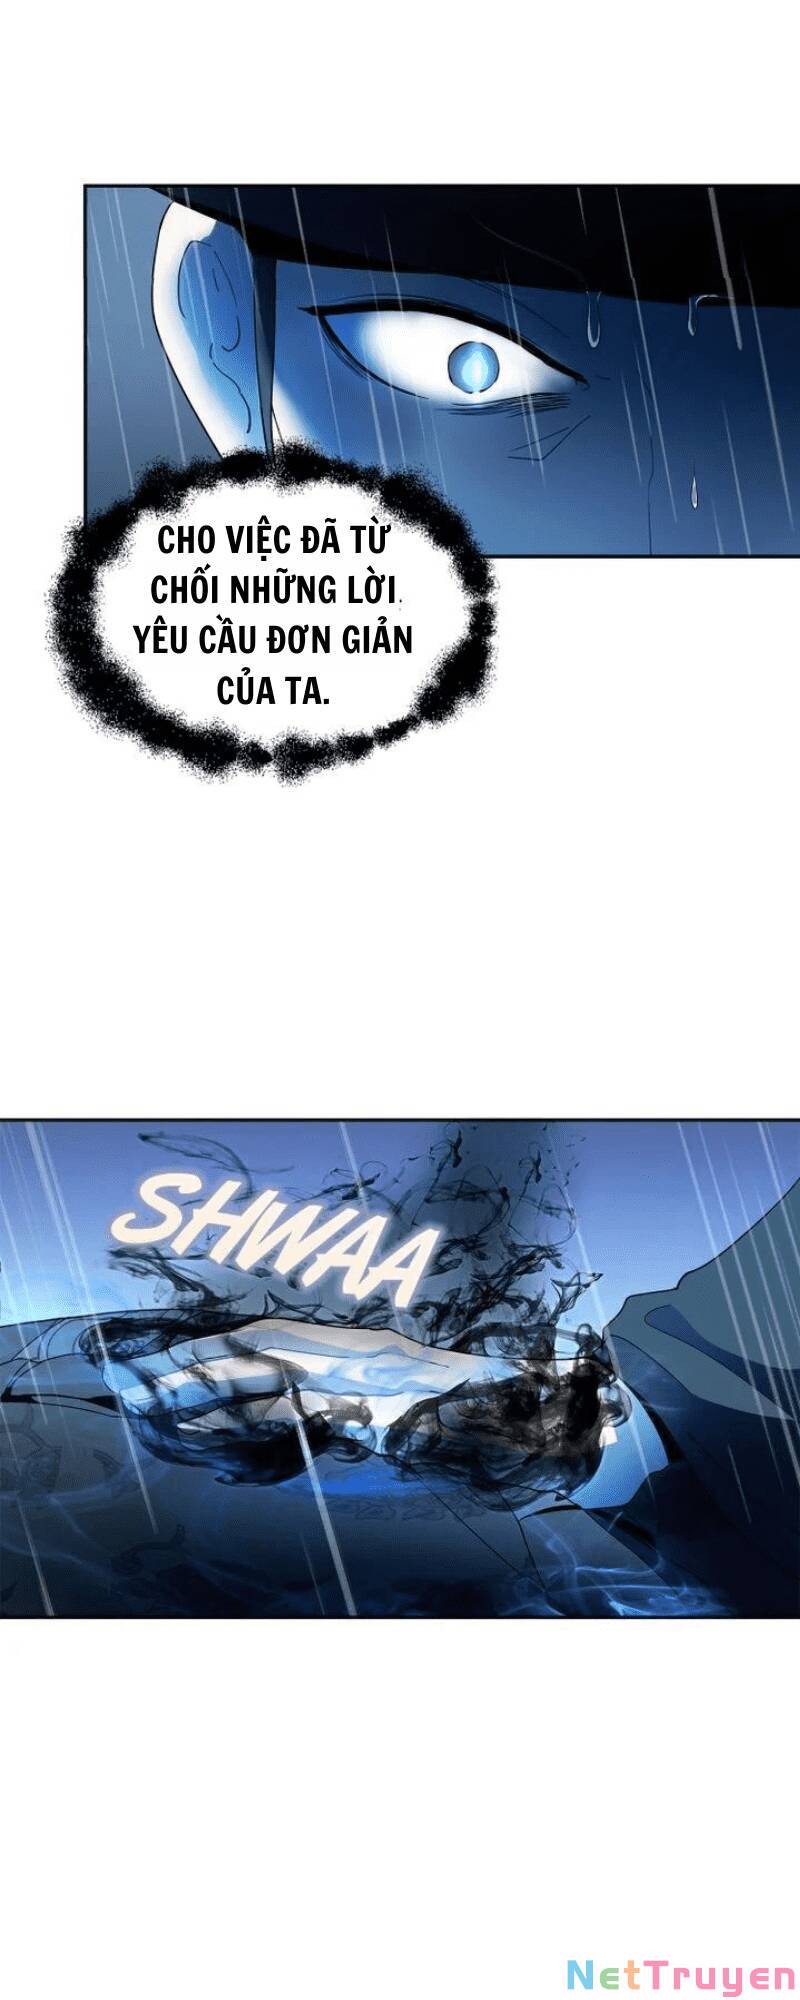 CHO VIỆC ĐÃ TỪ
CHỐI NHỮNG LỜI
YÊU CẦU ĐƠN GIẢN
CỦA TA.
SHWAA
NetTruyen